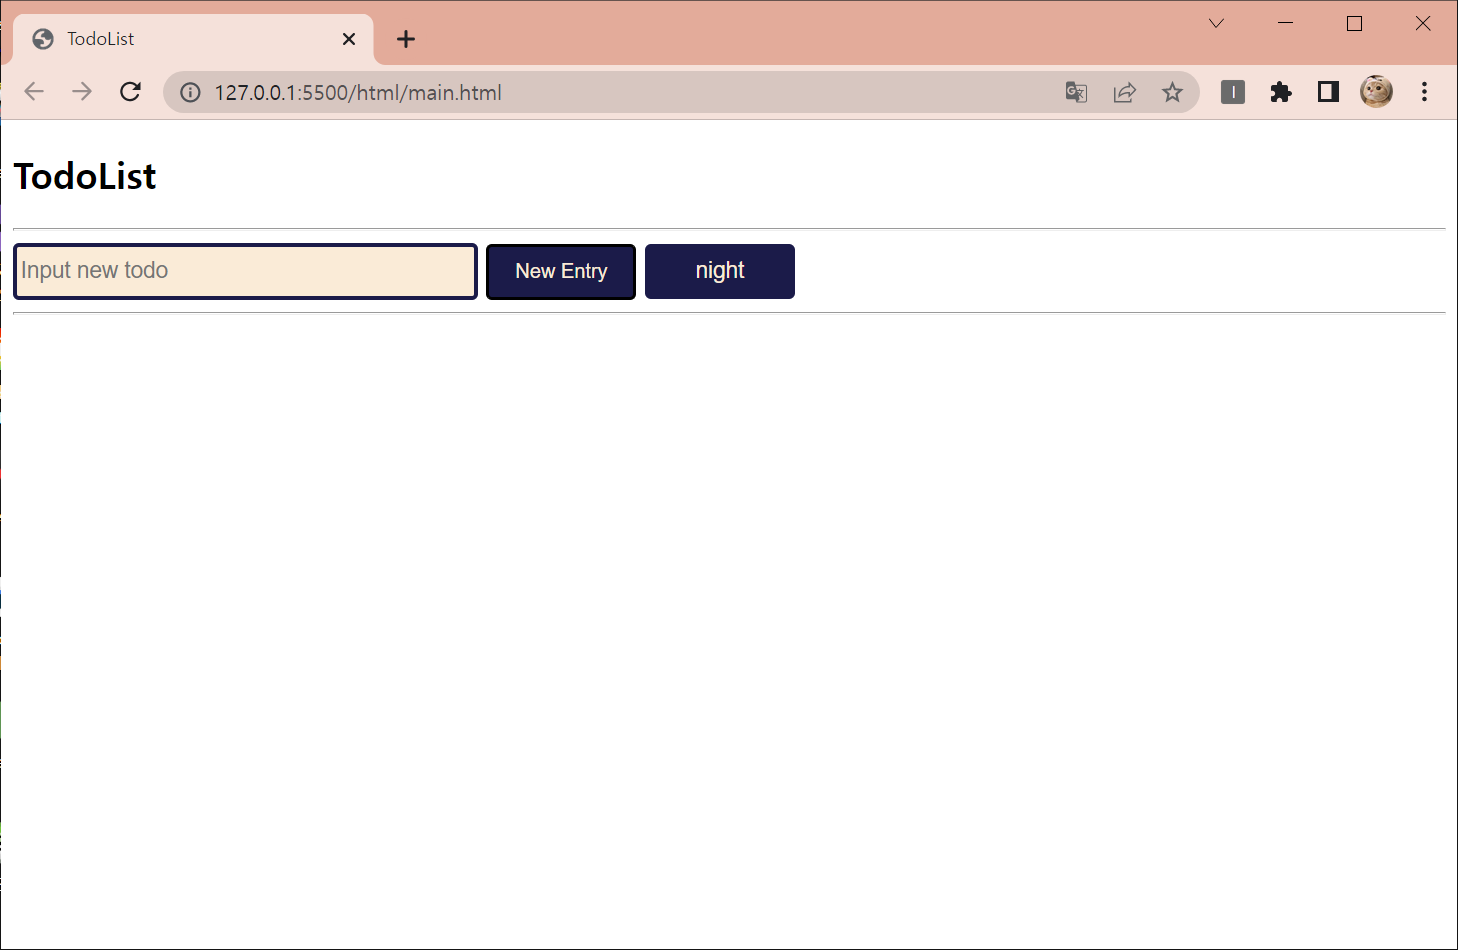 TodoList
127.0.0.1:5500/html/main.html
TodoList
Input new todo New Entry night